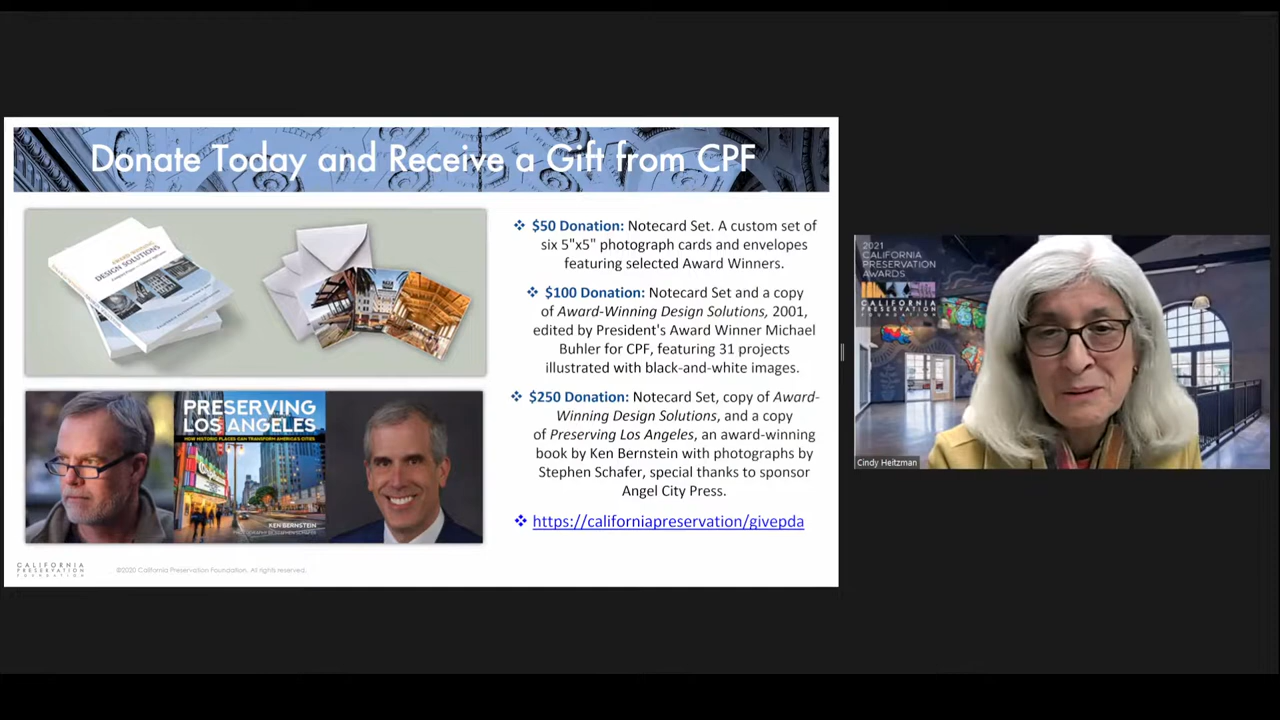 Donate Today and Receive a Gift from CPF
AWARD-WINNING
DESIGN SOLUTIONS
❖ $50 Donation: Notecard Set. A custom set of
six 5"x5" photograph cards and envelopes
featuring selected Award Winners.
❖ $100 Donation: Notecard Set and a copy
of Award-Winning Design Solutions, 2001,
edited by President's Award Winner Michael
Buhler for CPF, featuring 31 projects
illustrated with black-and-white images.
❖ $250 Donation: Notecard Set, copy of Award-
Winning Design Solutions, and a copy
of Preserving Los Angeles, an award-winning
book by Ken Bernstein with photographs by
Stephen Schafer, special thanks to sponsor
Angel City Press.
❖ https://californiapreservation/givepda
PRESERVING
LOS ANGELES
HOW HISTORIC PLACES CAN TRANSFORM AMERICA'S CITIES
KEN BERNSTEIN
PHOTOGRAPHY BY STEPHEN SCHAFER
CALIFORNIA
PRESERVATION
FOUNDATION
©2020 California Preservation Foundation. All rights reserved.
2021
CALIFORNIA
PRESERVATION
AWARDS
CALIFORNIA
PRESERVATION
FOUNDATION
Cindy Heitzman